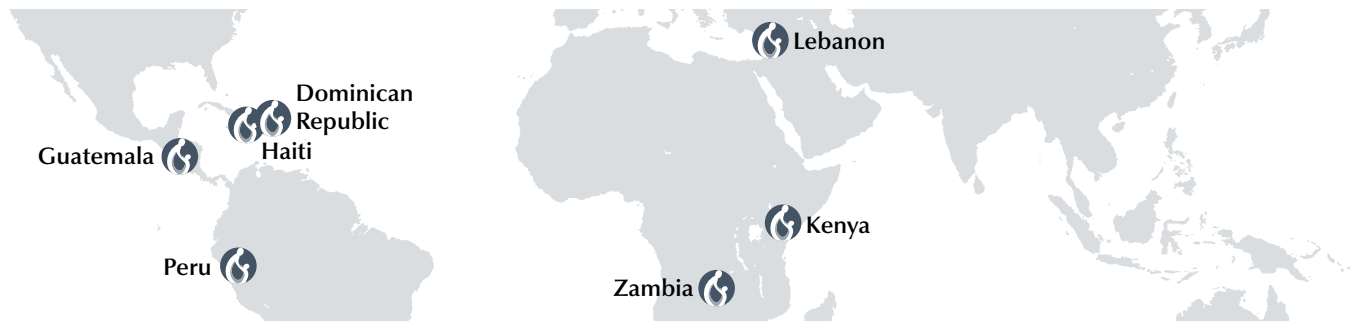 Lebanon
Dominican
Republic
Haiti
Guatemala
Kenya
Peru
Zambia